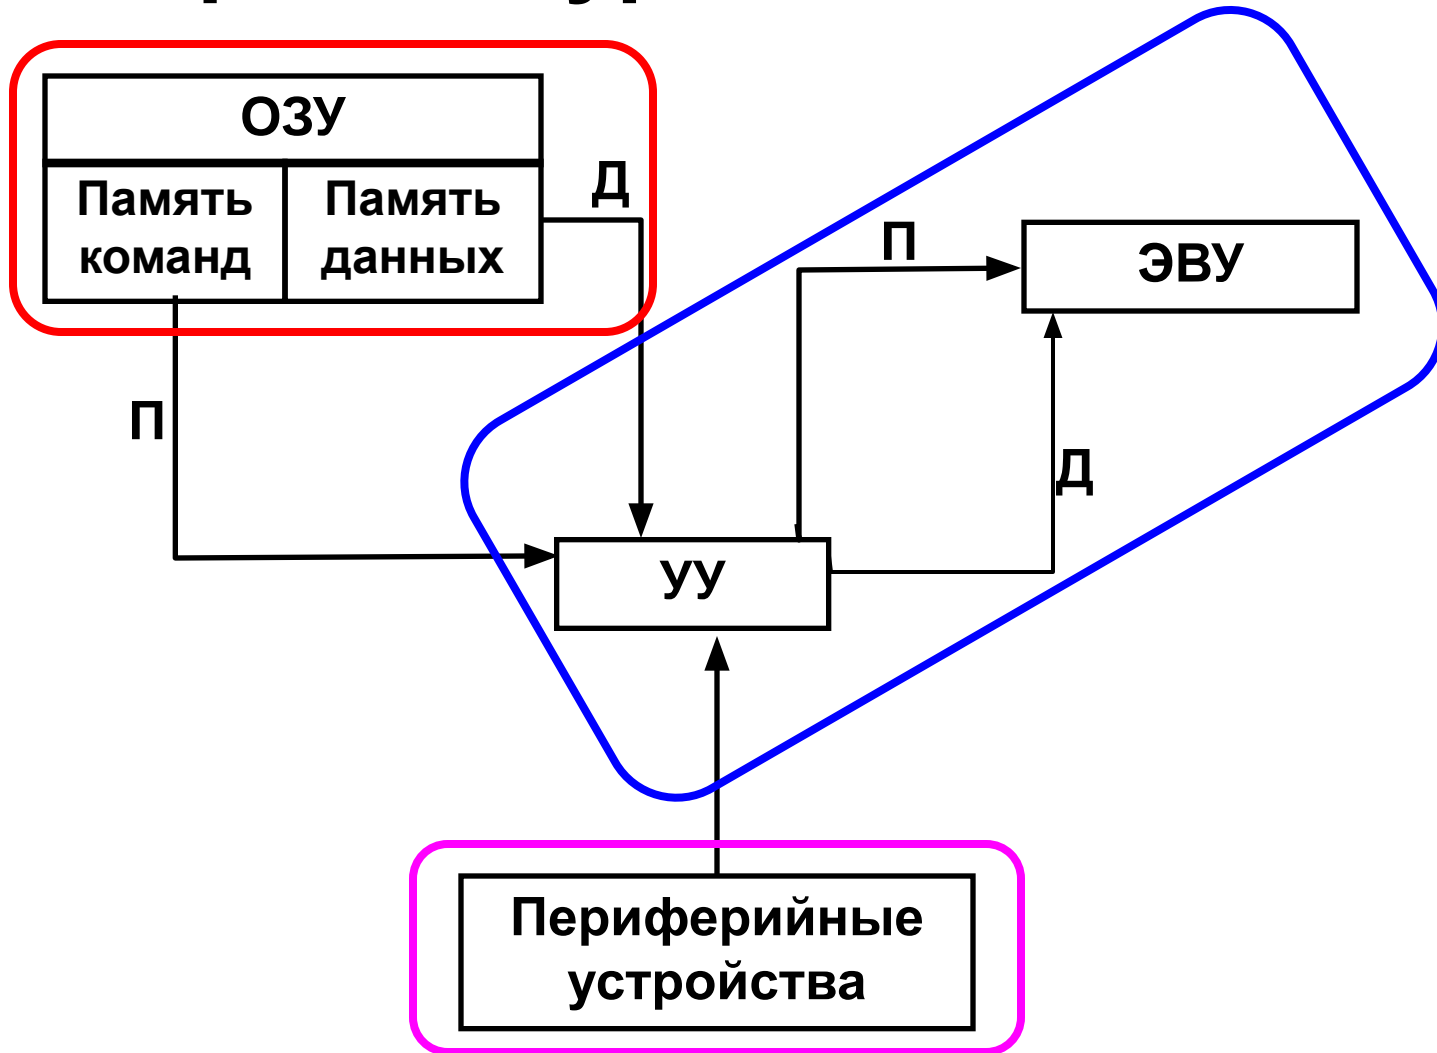 ОЗУ
Память
команд
Память
данных
Д
П
ЭВУ
П
Д
УУ
Периферийные
устройства